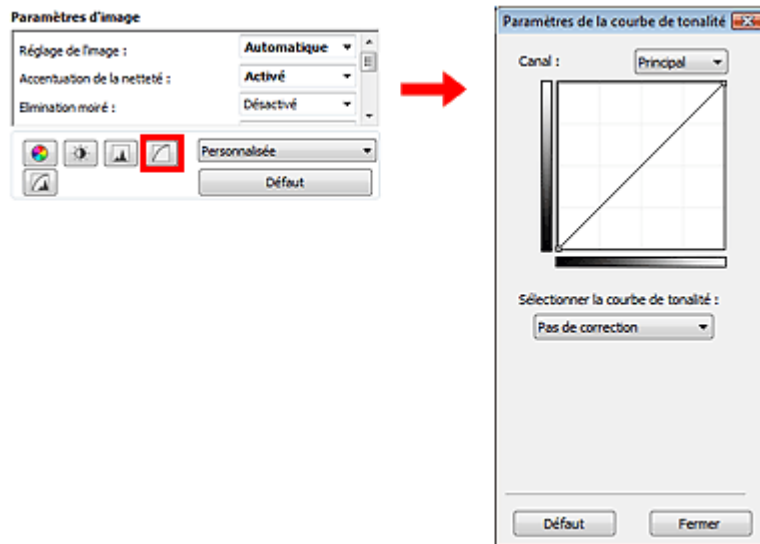 Paramètres d'image
Réglage de l'image :
Automatique
Accentuation de la netteté :
Activé
Elimination moiré :
Désactivé
Personnalisée
Défaut
Paramètres de la courbe de tonalité
Canal :
Principal
Sélectionner la courbe de tonalité :
Pas de correction
Défaut
Fermer